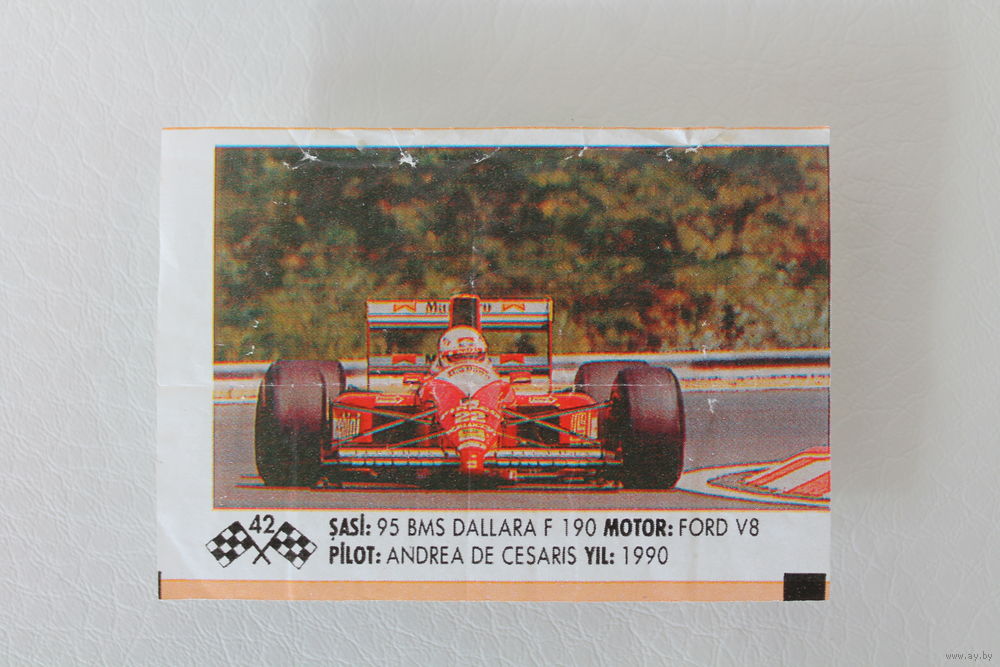 42
ŞASİ: 95 BMS DALLARA F 190 MOTOR: FORD V8
PİLOT: ANDREA DE CESARIS YIL: 1990
www.ay.by